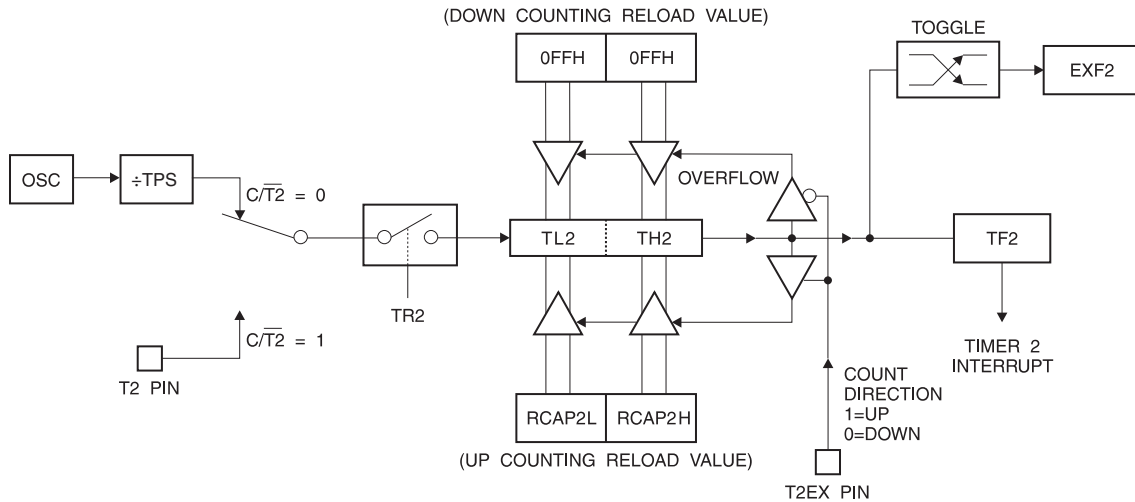 (DOWN COUNTING RELOAD VALUE)
0FFH
0FFH
TOGGLE
EXF2
OSC
÷TPS
C/T2̅ = 0
OVERFLOW
TL2
TH2
TF2
TR2
C/T2̅ = 1
T2 PIN
TIMER 2
INTERRUPT
COUNT
DIRECTION
1=UP
0=DOWN
RCAP2L
RCAP2H
(UP COUNTING RELOAD VALUE)
T2EX PIN